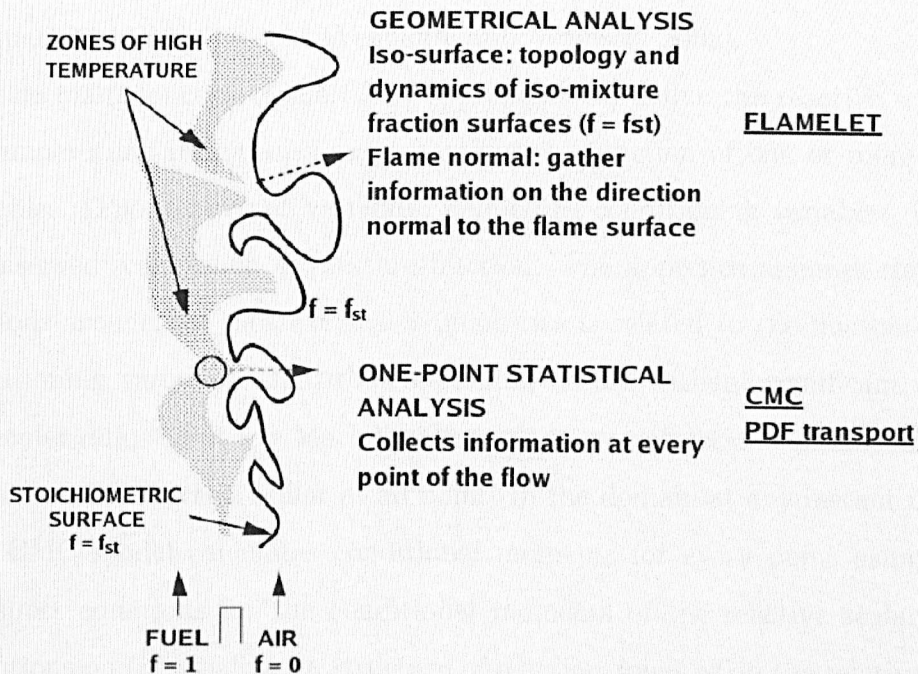 ZONES OF HIGH
TEMPERATURE
GEOMETRICAL ANALYSIS
Iso-surface: topology and
dynamics of iso-mixture
fraction surfaces (f = fst)
Flame normal: gather
information on the direction
normal to the flame surface
FLAMELET
f = fst
ONE-POINT STATISTICAL
ANALYSIS
Collects information at every
point of the flow
CMC
PDF transport
STOICHIOMETRIC
SURFACE
f = fst
FUEL
f = 1
AIR
f = 0